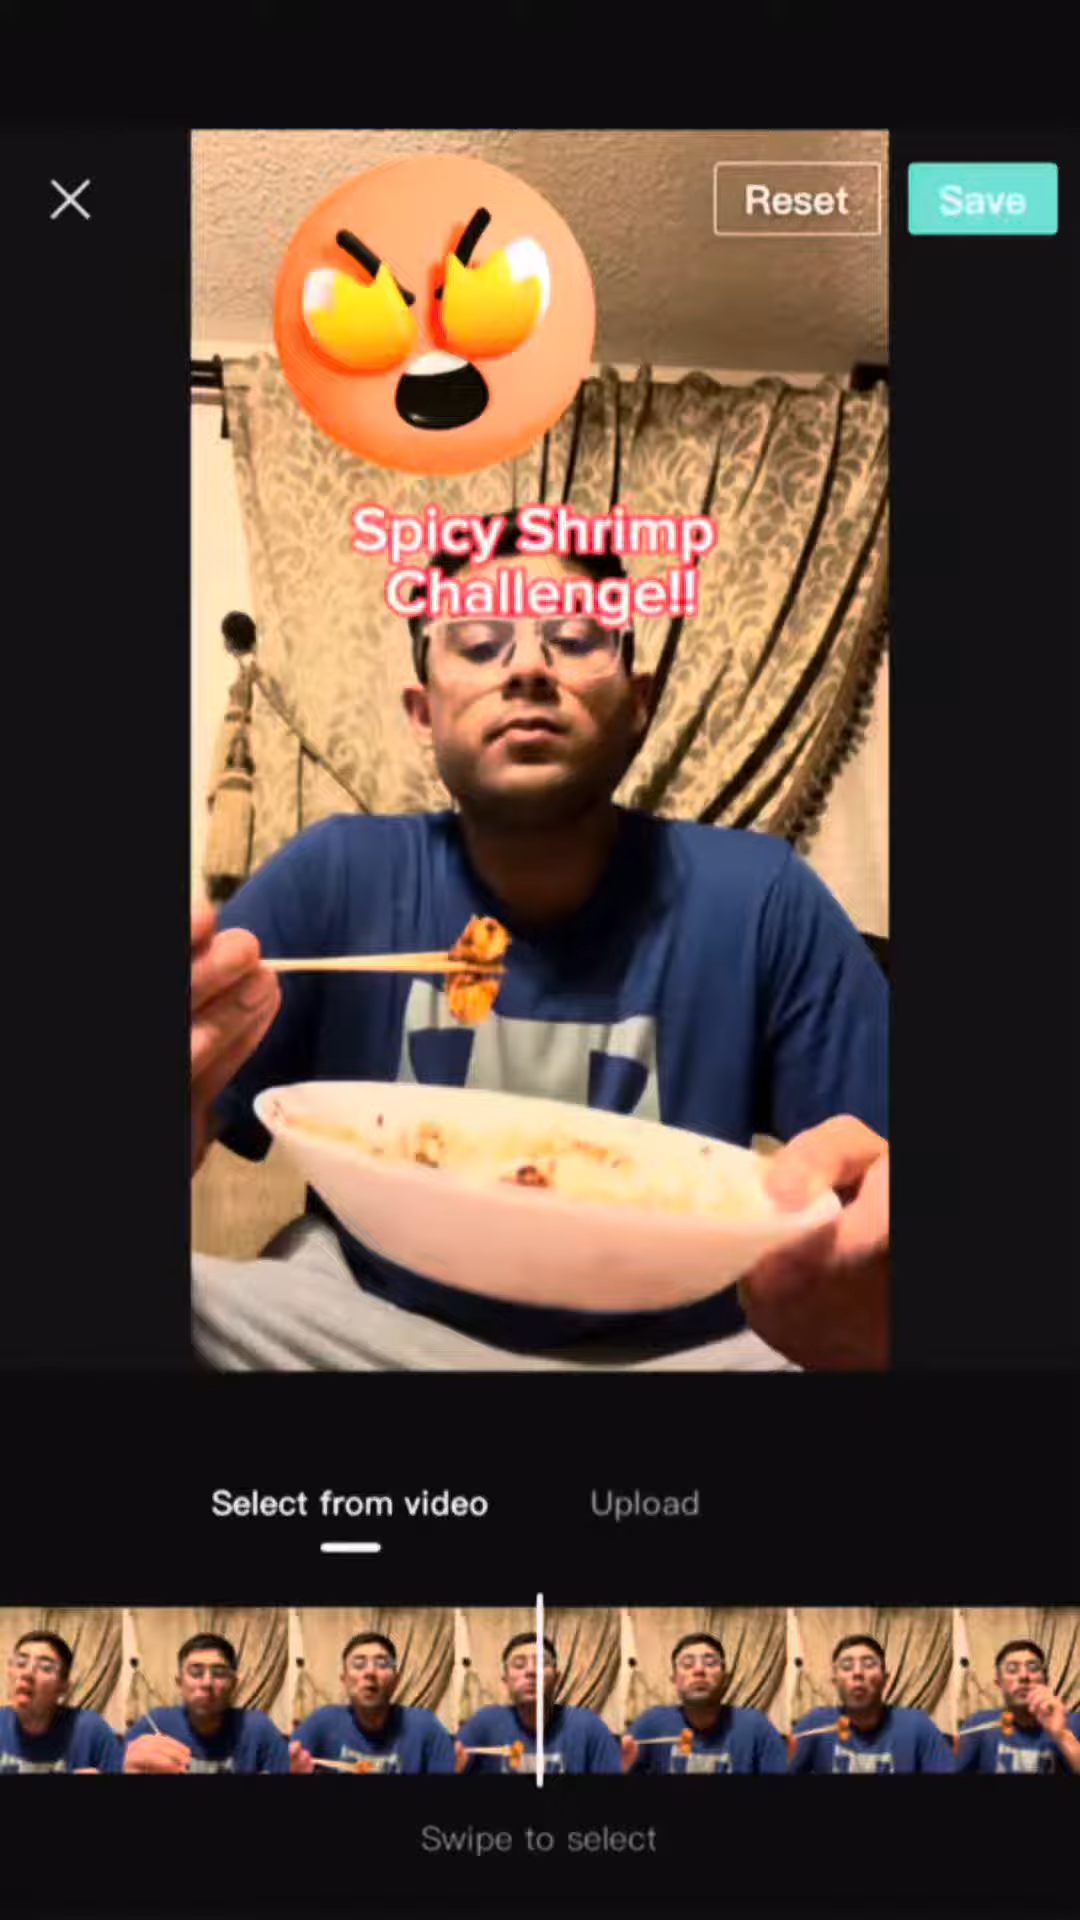 Reset
Save
Spicy Shrimp
Challenge!!
Select from video
Upload
Swipe to select